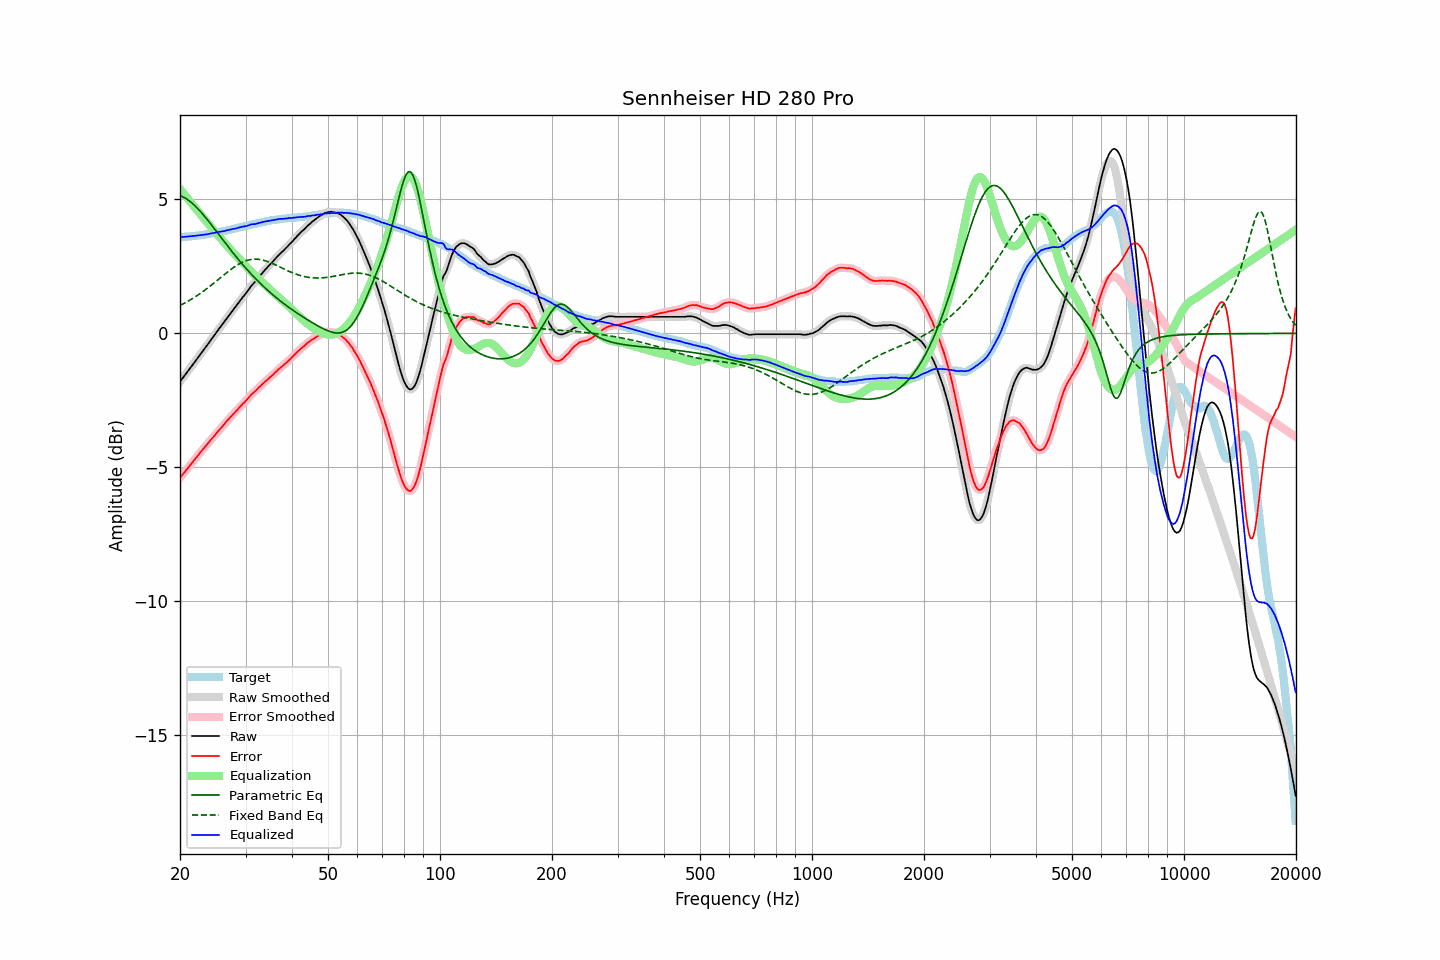 Sennheiser HD 280 Pro
Amplitude (dBr)
5
0
−5
−10
−15
Target
Raw Smoothed
Error Smoothed
Raw
Error
Equalization
Parametric Eq
Fixed Band Eq
Equalized
20 50 100 200 500 1000 2000 5000 10000 20000
Frequency (Hz)